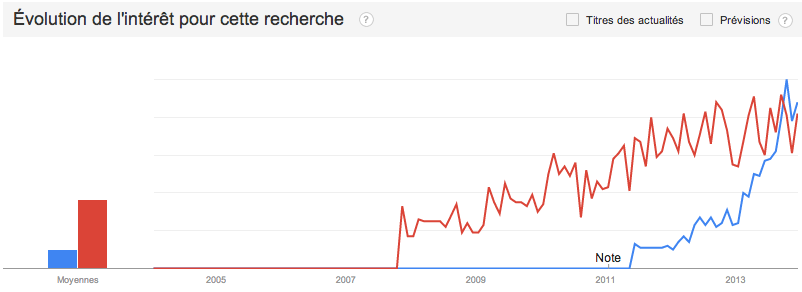 Évolution de l'intérêt pour cette recherche ?
Titres des actualités Prévisions ?
Note
Moyennes 2005 2007 2009 2011 2013